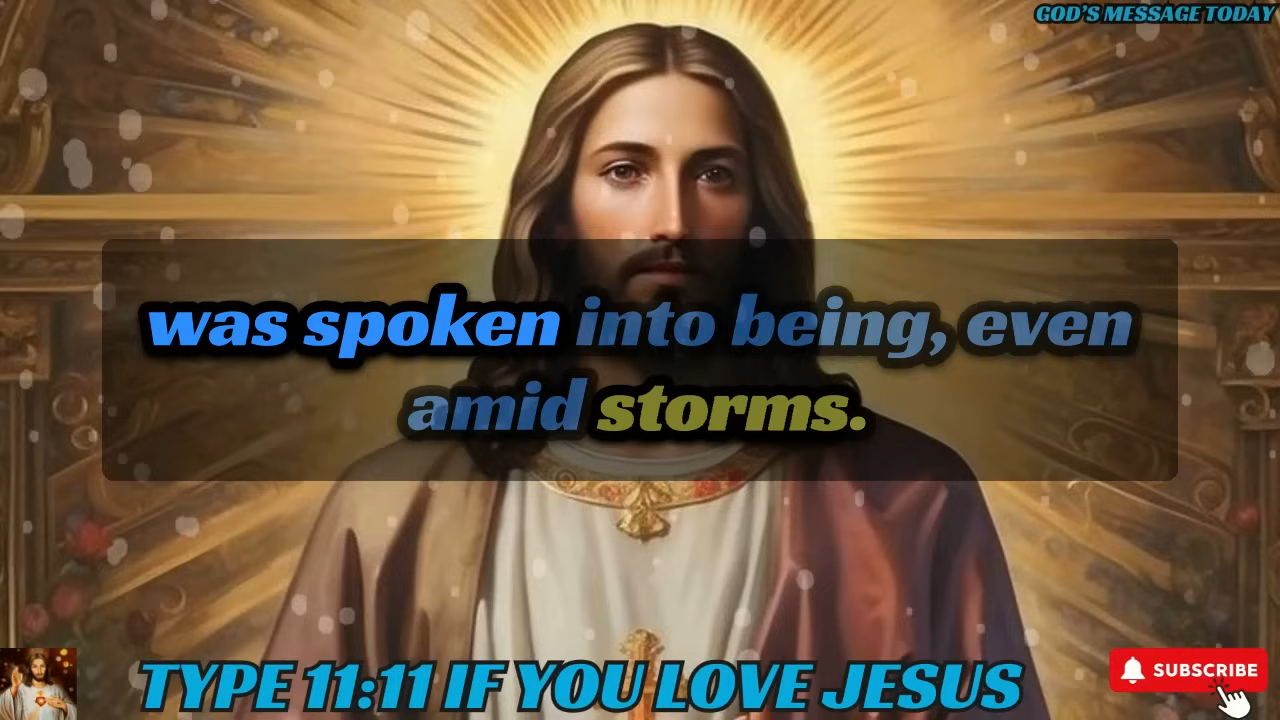 GOD'S MESSAGE TODAY
was spoken into being, even
amid storms.
TYPE 11:11 IF YOU LOVE JESUS
SUBSCRIBE